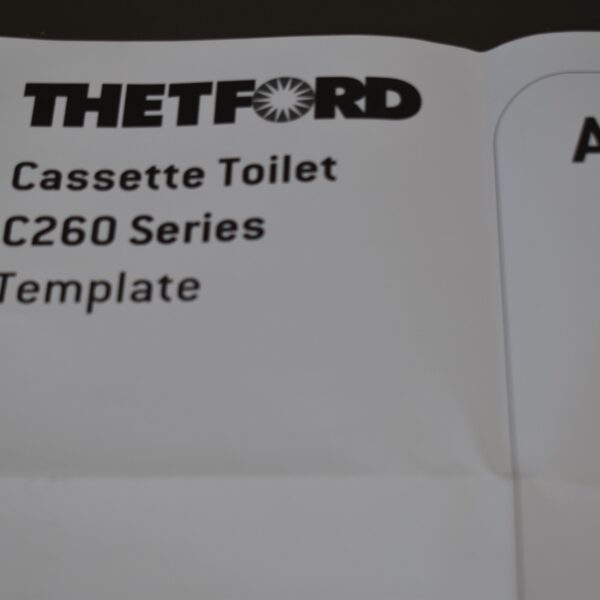 THETFORD
Cassette Toilet
C260 Series
Template
A